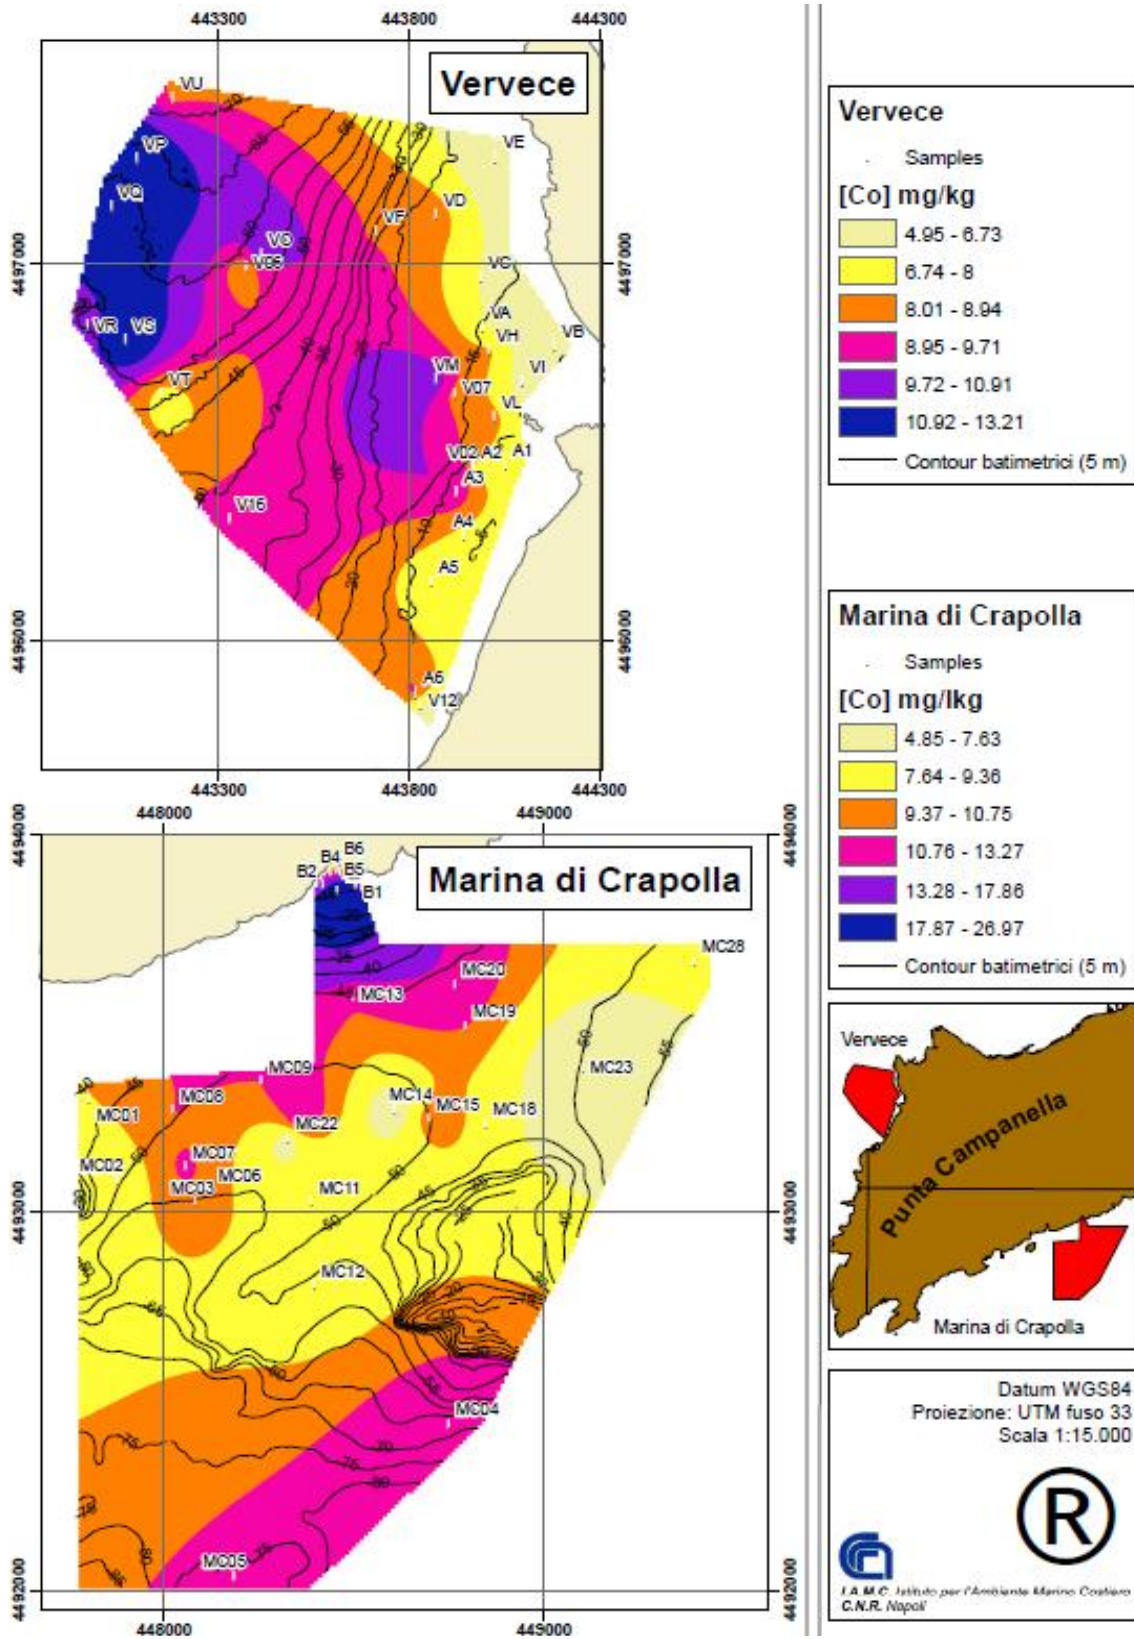 443300 443800 444300
Vervece
VU
VE
VP
VQ
VD
VF
VO
V06
VC
4497000 4497000
VA
VB
VR VS
VH
VI
VM
VT
V07
VL
V02 A2 A1
A3
V16
A4
A5
4496000 4496000
A6
V12
443300 443800 444300
448000 449000
4494000 4494000
Marina di Crapolla
B6
B4
B2 B5
B1
MC28
MC20
MC13
MC19
MC09
MC23
MC01 MC08
MC14 MC15 MC18
MC22
MC02 MC07
MC06
MC03
MC11
4493000 4493000
MC12
MC04
MC05
4492000 4492000
448000 449000
Vervece
Samples
[Co] mg/kg
4.95 - 6.73
6.74 - 8
8.01 - 8.94
8.95 - 9.71
9.72 - 10.91
10.92 - 13.21
Contour batimetrici (5 m)
Marina di Crapolla
Samples
[Co] mg/lkg
4.85 - 7.63
7.64 - 9.36
9.37 - 10.75
10.76 - 13.27
13.28 - 17.86
17.87 - 26.97
Contour batimetrici (5 m)
Vervece
Punta Campanella
Marina di Crapolla
Datum WGS84
Proiezione: UTM fuso 33
Scala 1:15.000
®
I.A.M.C. Istituto per l'Ambiente Marino Costiero
C.N.R. Napoli